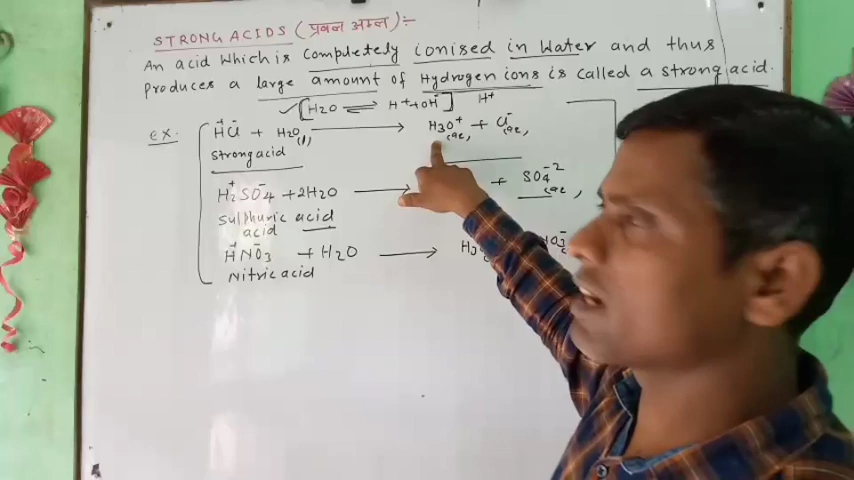 STRONG ACIDS (प्रबल अम्ल):-
An acid which is completely ionised in water and thus
produces a large amount of Hydrogen ions is called a strong acid.
[H2O ⇌ H⁺+OH⁻] H⁺
ex. HCl + H2O(l) → H3O⁺(aq) + Cl⁻(aq)
strong acid
H2SO4 + 2H2O → + SO4⁻²(aq)
Sulphuric acid
acid
HNO3 + H2O → H3
Nitric acid